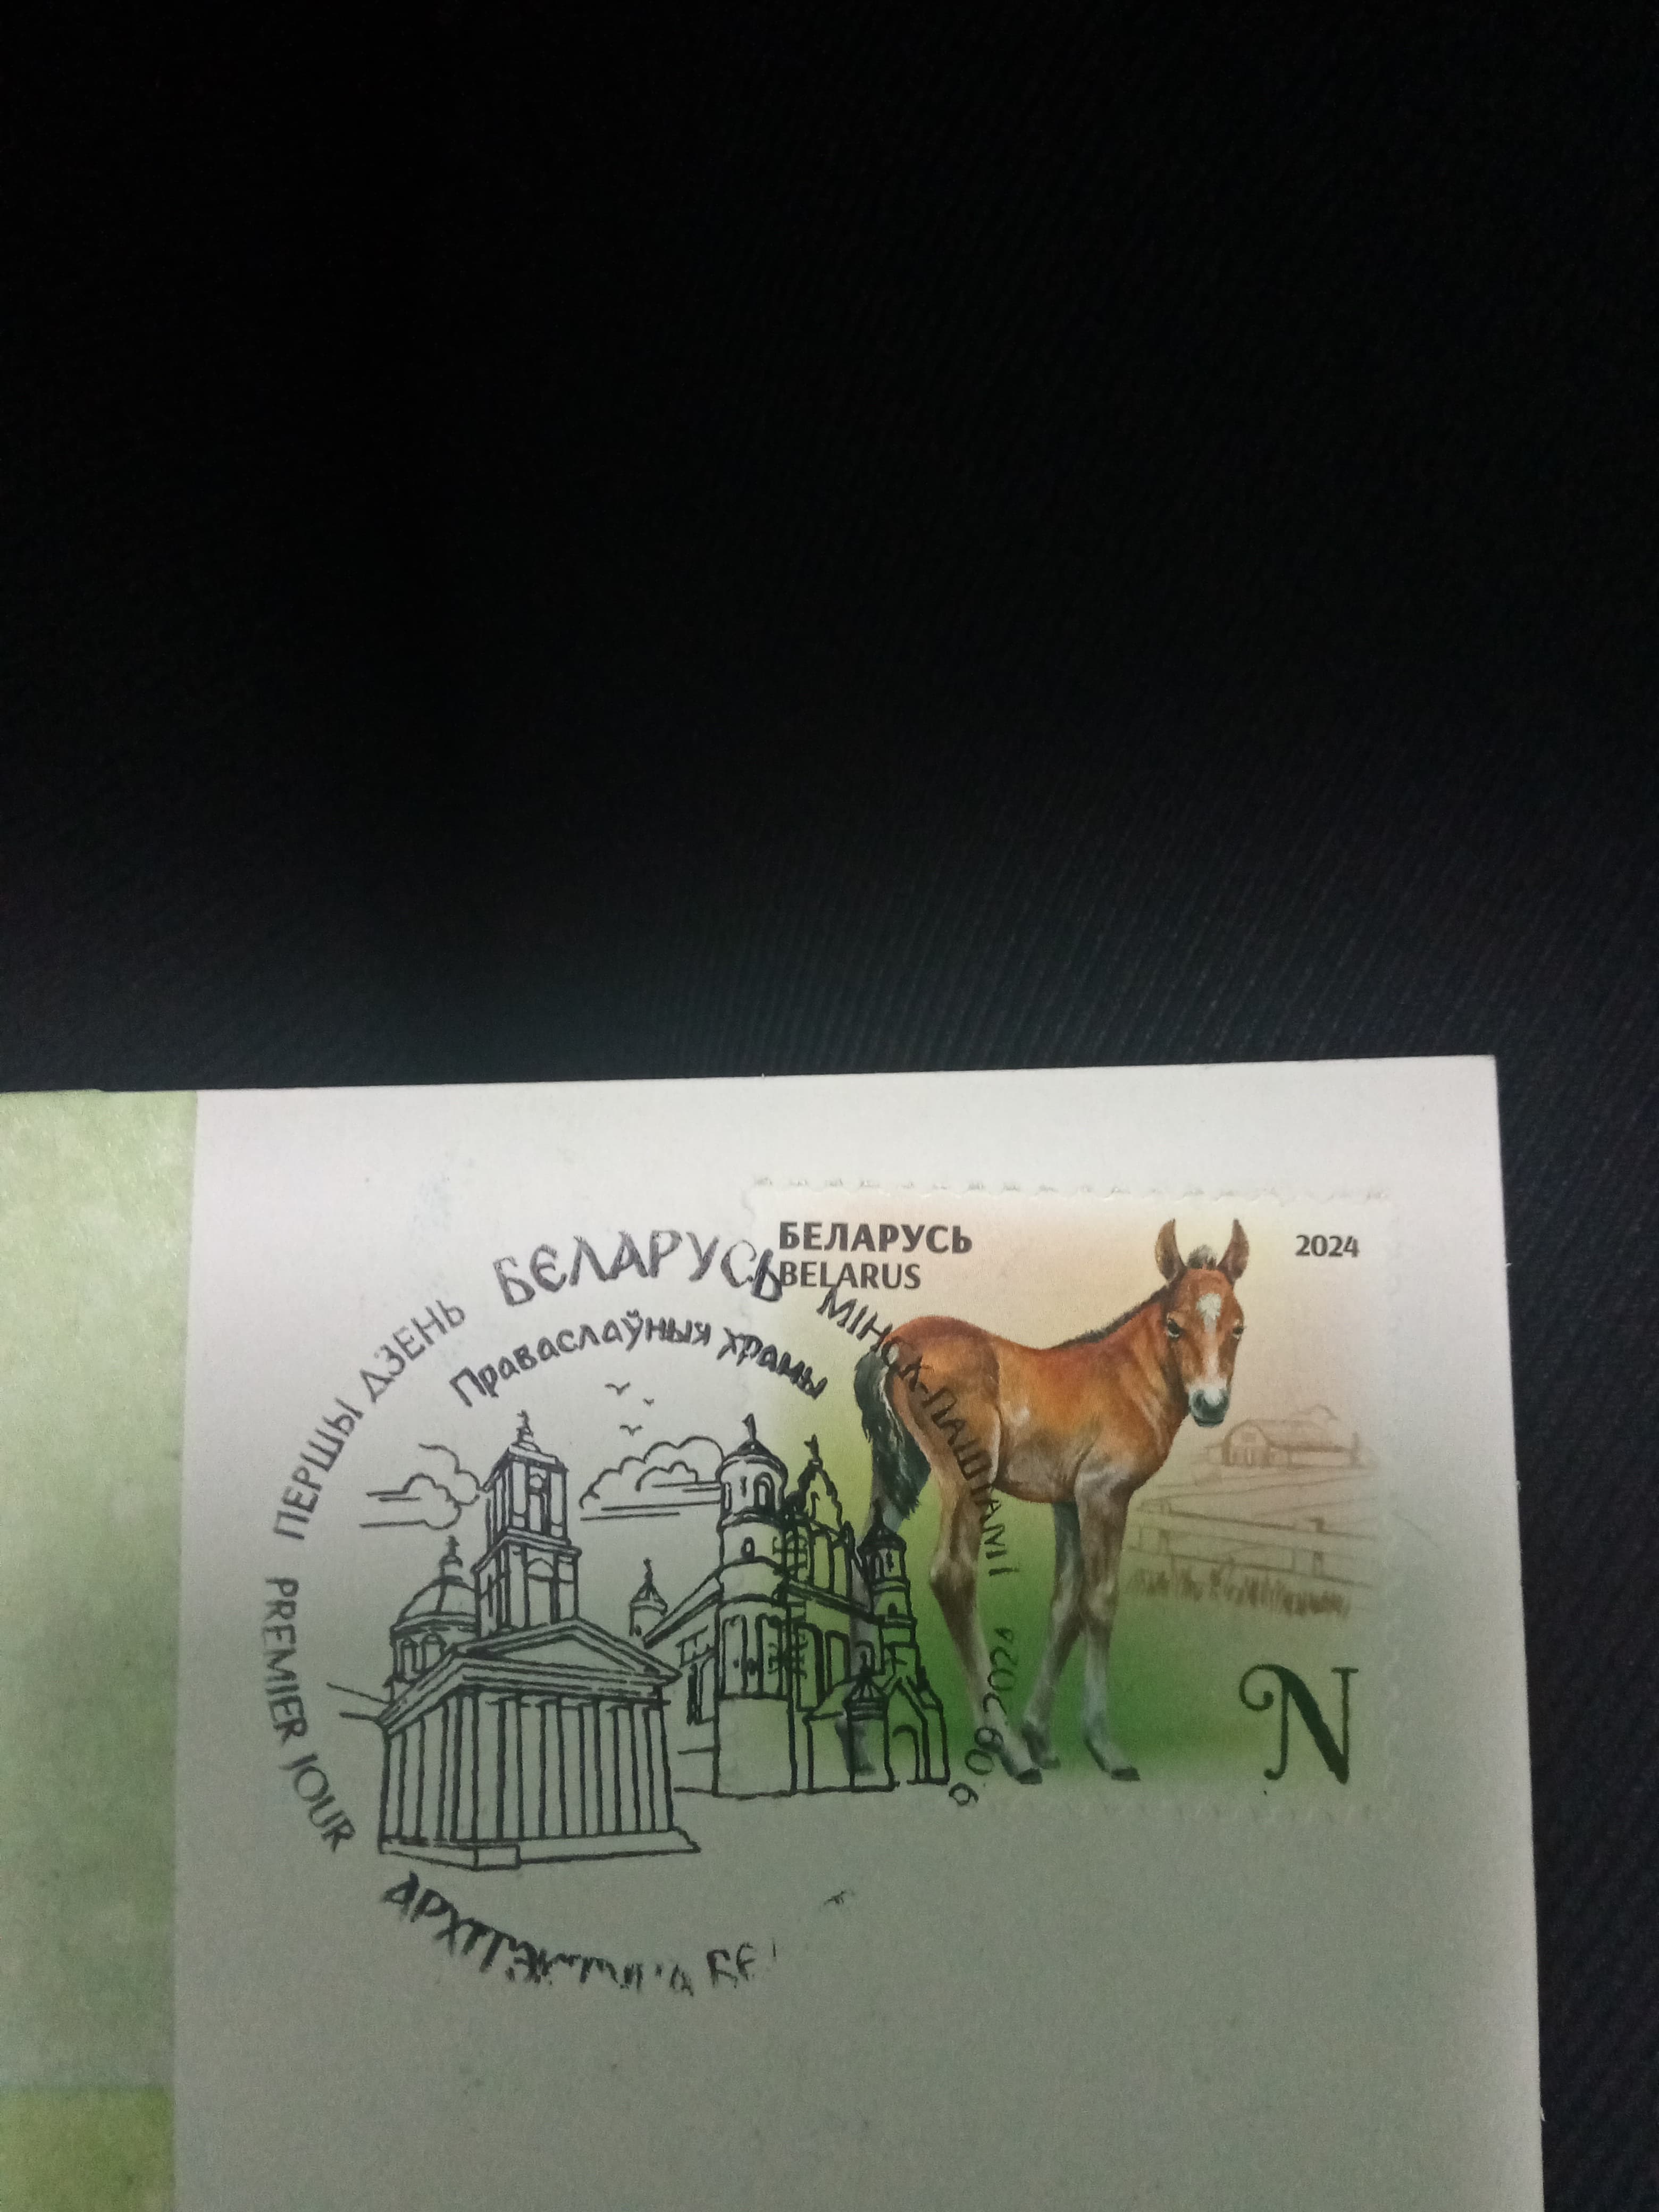 БЕЛАРУСЬ
BELARUS
2024
N
БЕЛАРУСЬ
Праваслаўныя храмы
ПЕРШЫ ДЗЕНЬ
PREMIER JOUR
МІНСК-ПАШТАМТ